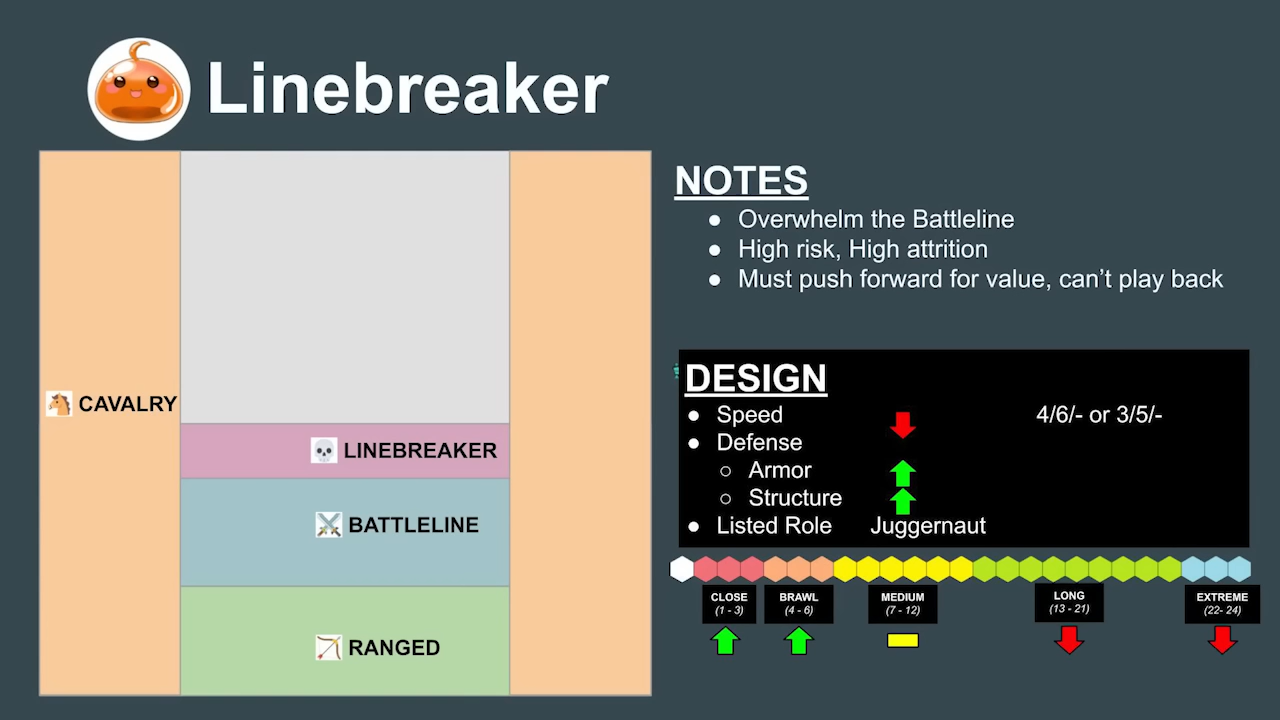 Linebreaker
CAVALRY
LINEBREAKER
BATTLELINE
RANGED
NOTES
● Overwhelm the Battleline
● High risk, High attrition
● Must push forward for value, can’t play back
DESIGN
● Speed 4/6/- or 3/5/-
● Defense
○ Armor
○ Structure
● Listed Role Juggernaut
CLOSE BRAWL MEDIUM LONG EXTREME
(1 - 3) (4 - 6) (7 - 12) (13 - 21) (22- 24)